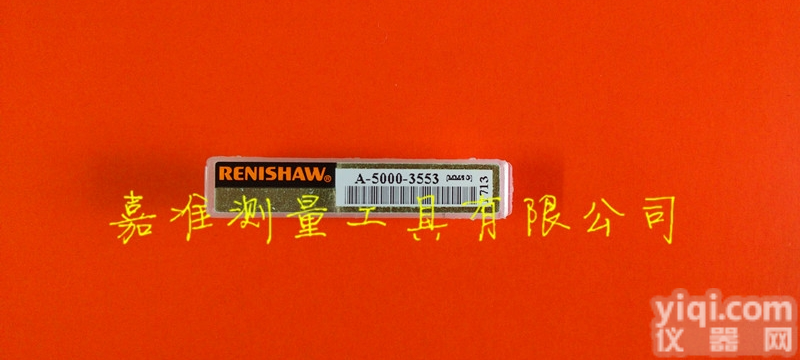 RENISHAW®
A-5000-3553
713
嘉准测量工具有限公司
yiqi.com
仪器网